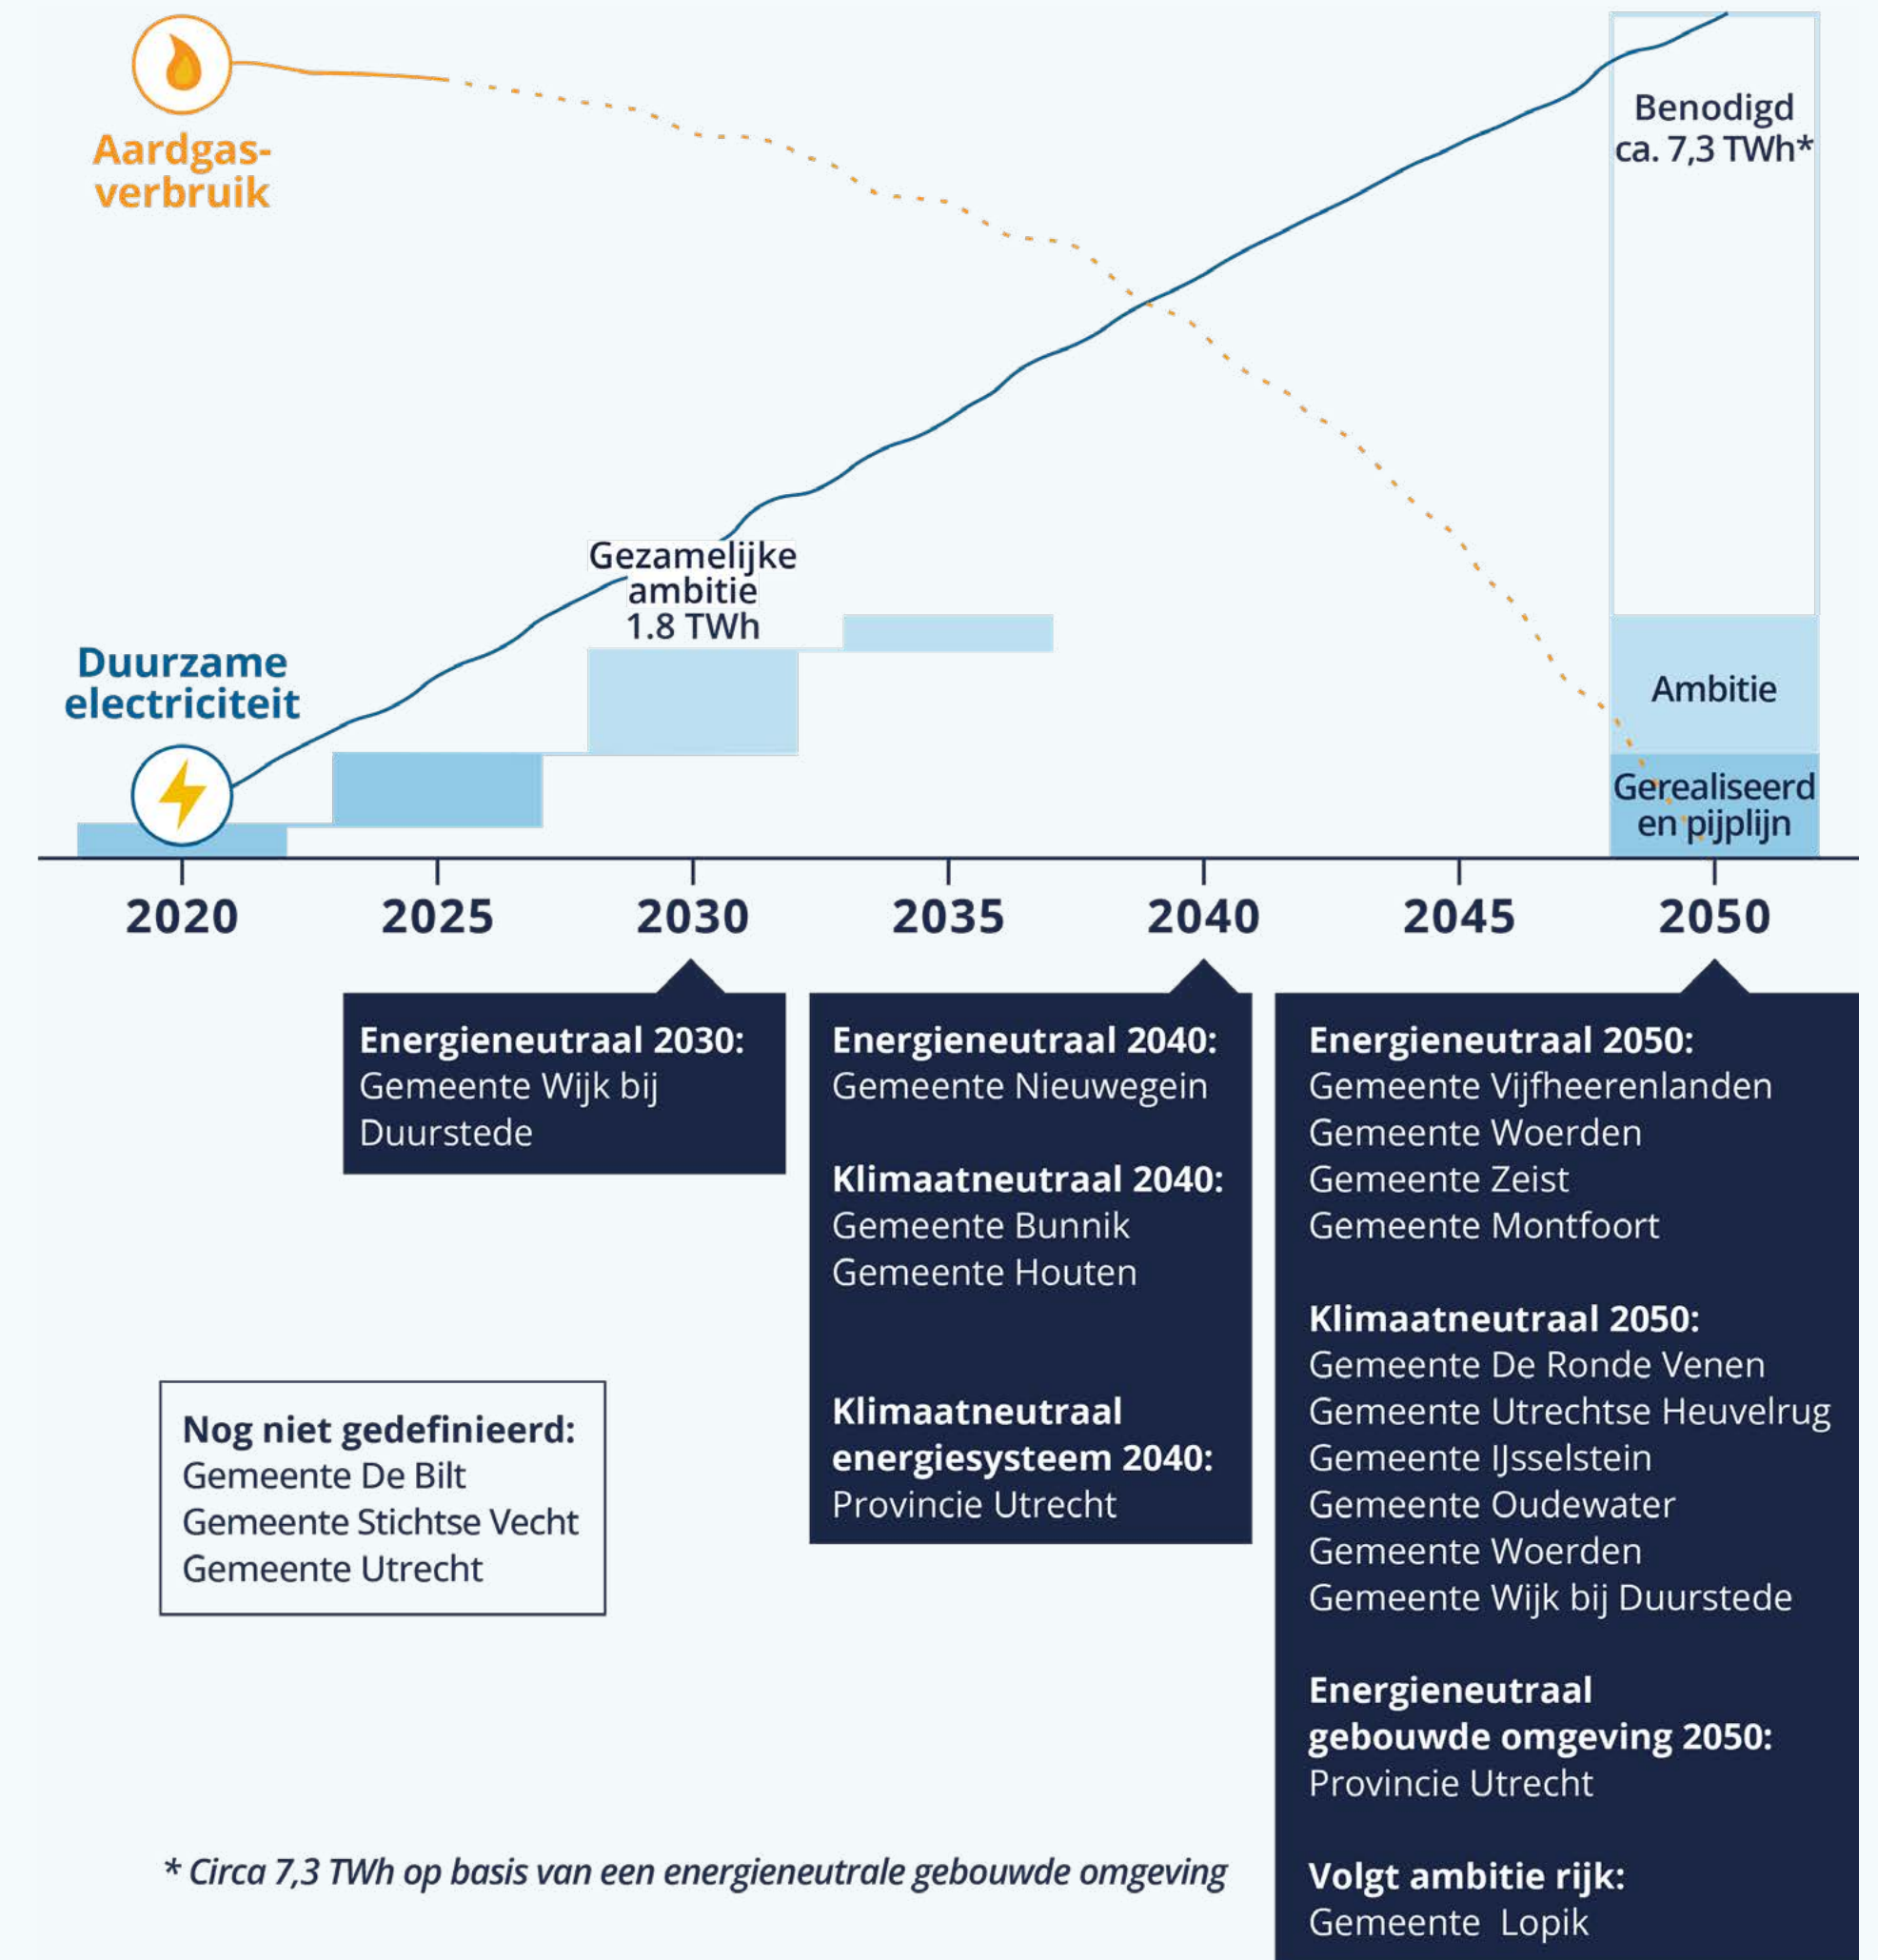 Aardgas-
verbruik
Benodigd
ca. 7,3 TWh*
Gezamelijke
ambitie
1.8 TWh
Duurzame
electriciteit
Ambitie
Gerealiseerd
en pijplijn
2020
2025
2030
2035
2040
2045
2050
Energieneutraal 2030:
Gemeente Wijk bij
Duurstede
Energieneutraal 2040:
Gemeente Nieuwegein
Klimaatneutraal 2040:
Gemeente Bunnik
Gemeente Houten
Klimaatneutraal
energiesysteem 2040:
Provincie Utrecht
Energieneutraal 2050:
Gemeente Vijfheerenlanden
Gemeente Woerden
Gemeente Zeist
Gemeente Montfoort
Klimaatneutraal 2050:
Gemeente De Ronde Venen
Gemeente Utrechtse Heuvelrug
Gemeente IJsselstein
Gemeente Oudewater
Gemeente Woerden
Gemeente Wijk bij Duurstede
Energieneutraal
gebouwde omgeving 2050:
Provincie Utrecht
Volgt ambitie rijk:
Gemeente Lopik
Nog niet gedefinieerd:
Gemeente De Bilt
Gemeente Stichtse Vecht
Gemeente Utrecht
* Circa 7,3 TWh op basis van een energieneutrale gebouwde omgeving